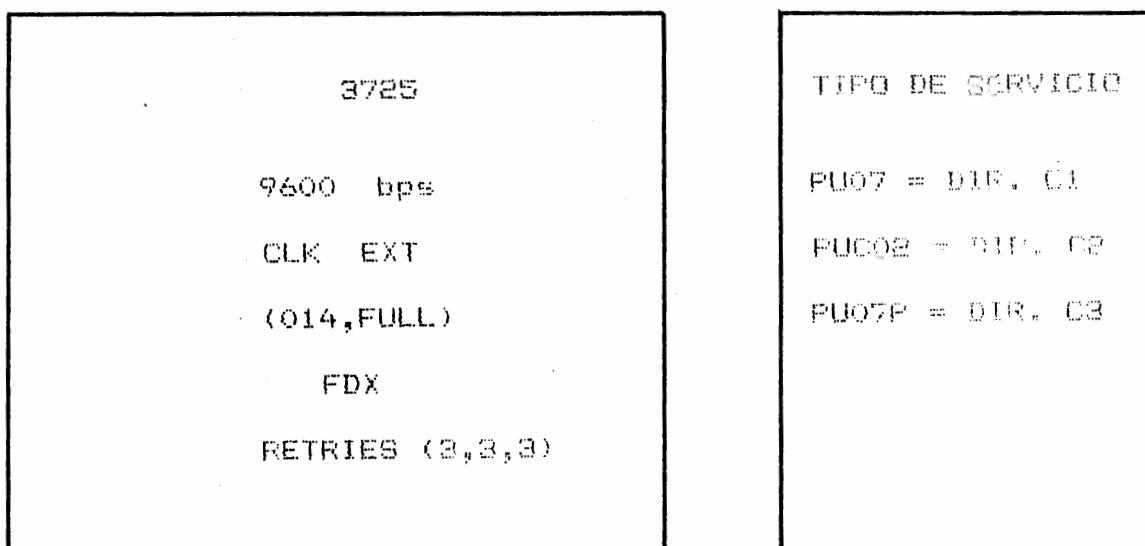 3725
9600 bps
CLK EXT
(014,FULL)
FDX
RETRIES (3,3,3)
TIPO DE SERVICIO
PU07 = DIR. C1
PUC02 = DIR. C2
PU07P = DIR. C3